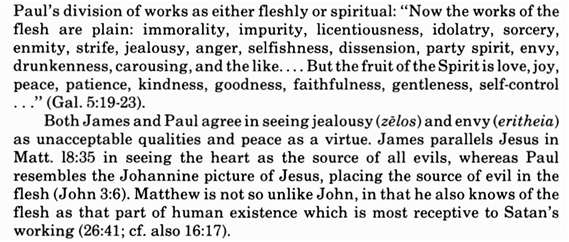 Paul's division of works as either fleshly or spiritual: "Now the works of the
flesh are plain: immorality, impurity, licentiousness, idolatry, sorcery,
enmity, strife, jealousy, anger, selfishness, dissension, party spirit, envy,
drunkenness, carousing, and the like.... But the fruit of the Spirit is love, joy,
peace, patience, kindness, goodness, faithfulness, gentleness, self-control
..." (Gal. 5:19-23).
Both James and Paul agree in seeing jealousy (zēlos) and envy (eritheia)
as unacceptable qualities and peace as a virtue. James parallels Jesus in
Matt. 18:35 in seeing the heart as the source of all evils, whereas Paul
resembles the Johannine picture of Jesus, placing the source of evil in the
flesh (John 3:6). Matthew is not so unlike John, in that he also knows of the
flesh as that part of human existence which is most receptive to Satan's
working (26:41; cf. also 16:17).